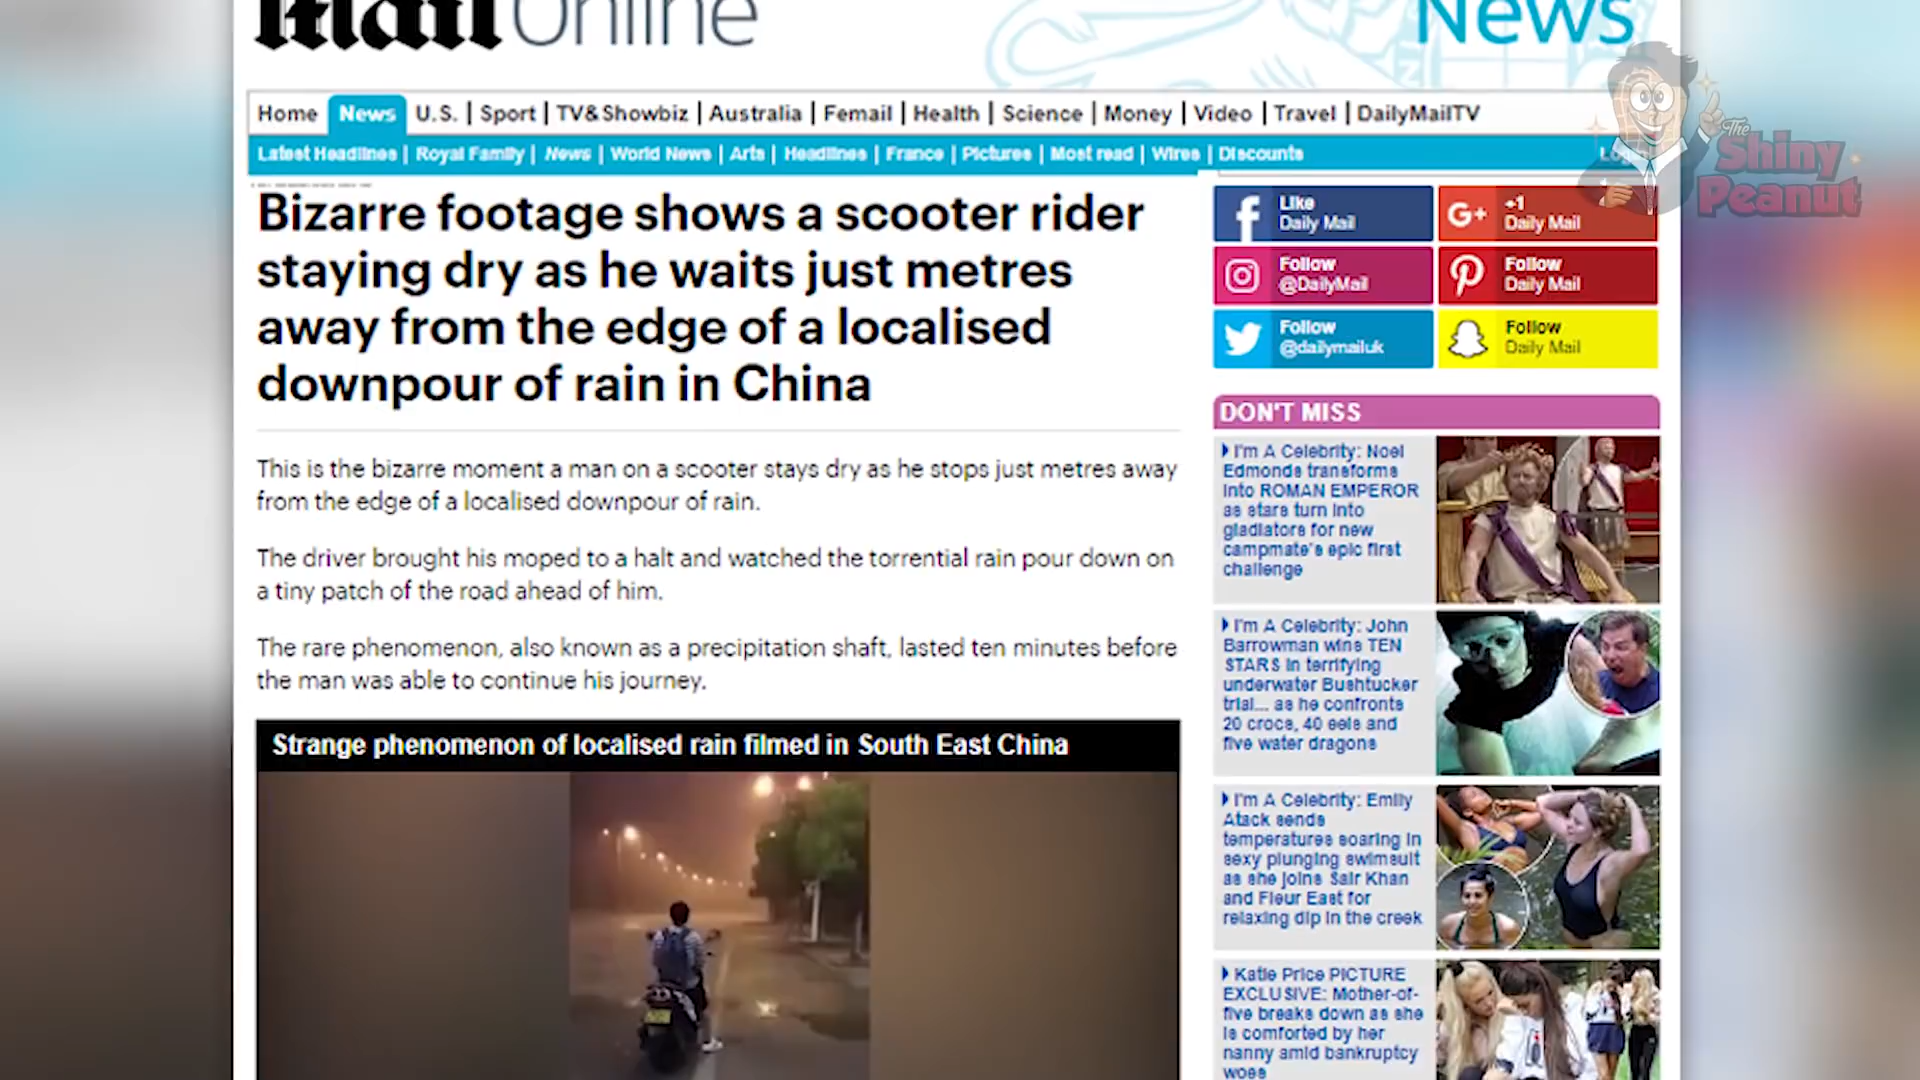 Mail Online
News
Home News U.S. | Sport | TV&Showbiz | Australia | Femail | Health | Science | Money | Video | Travel | DailyMailTV
Latest Headlines | Royal Family | News | World News | Arts | Headlines | France | Pictures | Most read | Wires | Discounts
The
Shiny
Peanut
Bizarre footage shows a scooter rider
staying dry as he waits just metres
away from the edge of a localised
downpour of rain in China
This is the bizarre moment a man on a scooter stays dry as he stops just metres away
from the edge of a localised downpour of rain.
The driver brought his moped to a halt and watched the torrential rain pour down on
a tiny patch of the road ahead of him.
The rare phenomenon, also known as a precipitation shaft, lasted ten minutes before
the man was able to continue his journey.
Strange phenomenon of localised rain filmed in South East China
Like
Daily Mail
G+ +1
Daily Mail
Follow
@DailyMail
Follow
Daily Mail
Follow
@dailymailuk
Follow
Daily Mail
DON'T MISS
I'm A Celebrity: Noel
Edmonds transforms
into ROMAN EMPEROR
as stars turn into
gladiators for new
campmate's epic first
challenge
I'm A Celebrity: John
Barrowman wins TEN
STARS in terrifying
underwater Bushtucker
trial... as he confronts
20 crocs, 40 eels and
five water dragons
I'm A Celebrity: Emily
Atack sends
temperatures soaring in
sexy plunging swimsuit
as she joins Sair Khan
and Fleur East for
relaxing dip in the creek
Katie Price PICTURE
EXCLUSIVE: Mother-of-
five breaks down as she
is comforted by her
nanny amid bankruptcy
woes